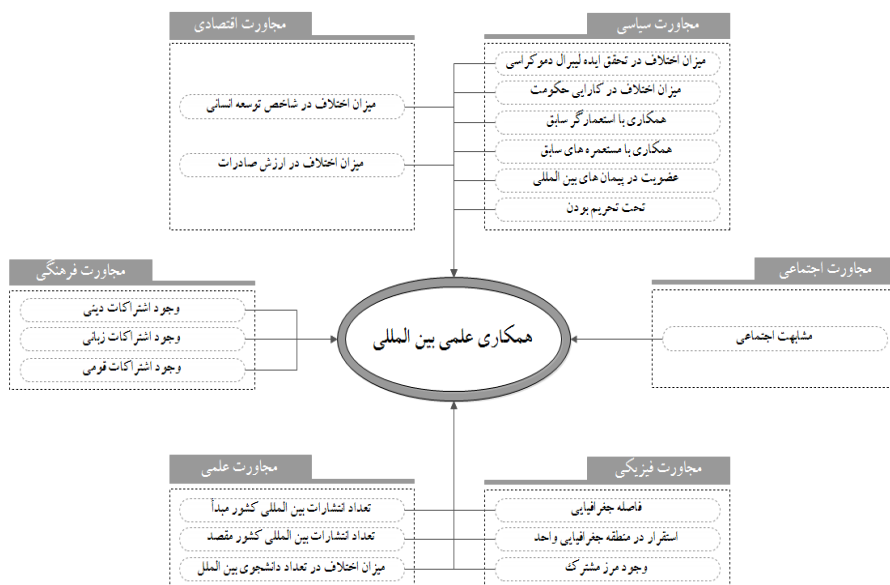 مجاورت سیاسی
میزان اختلاف در تحقق ایده لیبرال دموکراسی
میزان اختلاف در کارایی حکومت
همکاری با استعمارگر سابق
همکاری با مستعمره های سابق
عضویت در پیمان های بین المللی
تحت تحریم بودن
مجاورت اقتصادی
میزان اختلاف در شاخص توسعه انسانی
میزان اختلاف در ارزش صادرات
مجاورت اجتماعی
مشابهت اجتماعی
همکاری علمی بین المللی
مجاورت فرهنگی
وجود اشتراکات دینی
وجود اشتراکات زبانی
وجود اشتراکات قومی
مجاورت فیزیکی
فاصله جغرافیایی
استقرار در منطقه جغرافیایی واحد
وجود مرز مشترک
مجاورت علمی
تعداد انتشارات بین المللی کشور مبدأ
تعداد انتشارات بین المللی کشور مقصد
میزان اختلاف در تعداد دانشجوی بین الملل